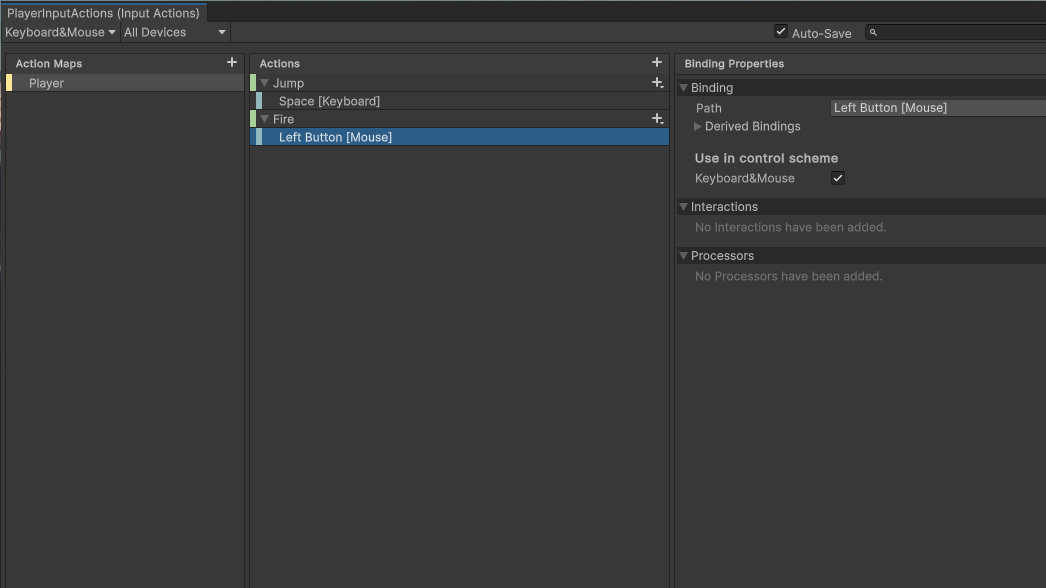 PlayerInputActions (Input Actions)
Keyboard&Mouse All Devices Auto-Save
Action Maps
Player
Actions
Jump
Space [Keyboard]
Fire
Left Button [Mouse]
Binding Properties
Binding
Path Left Button [Mouse]
Derived Bindings
Use in control scheme
Keyboard&Mouse
Interactions
No Interactions have been added.
Processors
No Processors have been added.